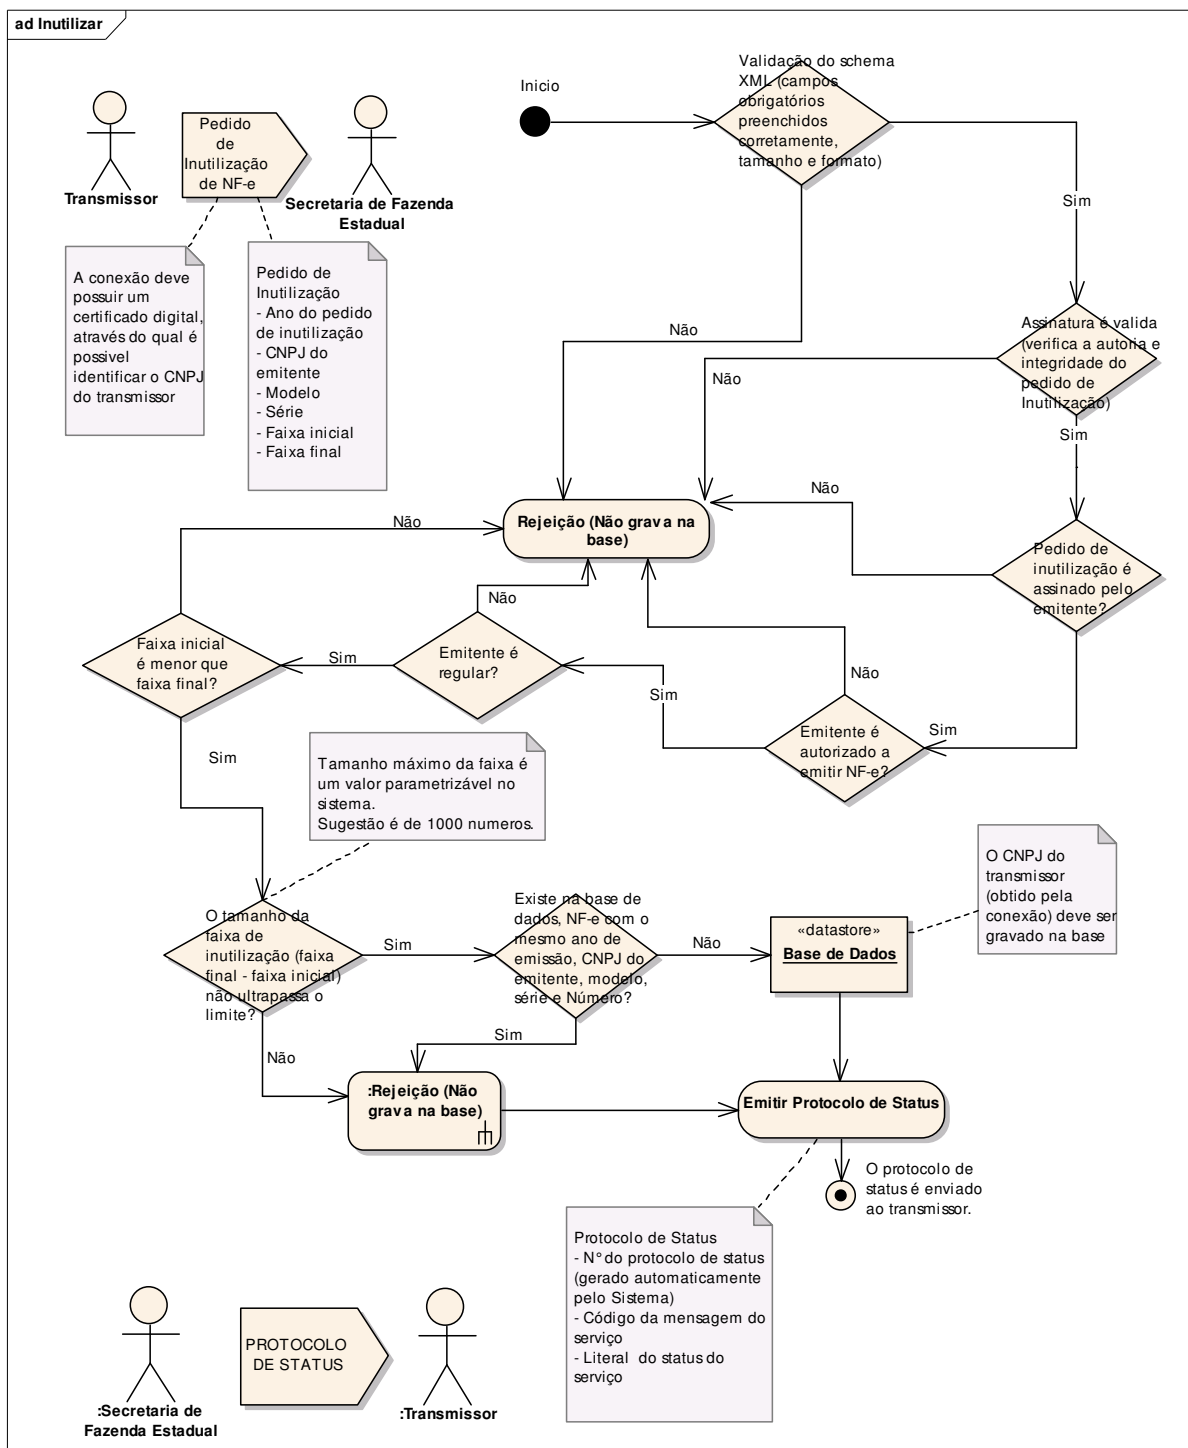 ad Inutilizar
Inicio
Validação do schema
XML (campos
obrigatórios
preenchidos
corretamente,
tamanho e formato)
Pedido
de
Inutilização
de NF-e
Transmissor
Secretaria de Fazenda
Estadual
Sim
A conexão deve
possuir um
certificado digital,
através do qual é
possivel
identificar o CNPJ
do transmissor
Pedido de
Inutilização
- Ano do pedido
de inutilização
- CNPJ do
emitente
- Modelo
- Série
- Faixa inicial
- Faixa final
Não
Assinatura é valida
(verifica a autoria e
integridade do
pedido de
Inutilização)
Não
Sim
Não
Rejeição (Não grava na
base)
Não
Pedido de
inutilização é
assinado pelo
emitente?
Não
Faixa inicial
é menor que
faixa final?
Sim
Emitente é
regular?
Sim
Não
Emitente é
autorizado a
emitir NF-e?
Sim
Sim
Tamanho máximo da faixa é
um valor parametrizável no
sistema.
Sugestão é de 1000 numeros.
O CNPJ do
transmissor
(obtido pela
conexão) deve ser
gravado na base
O tamanho da
faixa de
inutilização (faixa
final - faixa inicial)
não ultrapassa o
limite?
Sim
Existe na base de
dados, NF-e com o
mesmo ano de
emissão, CNPJ do
emitente, modelo,
série e Número?
Não
«datastore»
Base de Dados
Sim
Não
:Rejeição (Não
grava na base)
Emitir Protocolo de Status
O protocolo de
status é enviado
ao transmissor.
Protocolo de Status
- N° do protocolo de status
(gerado automaticamente
pelo Sistema)
- Código da mensagem do
serviço
- Literal do status do
serviço
PROTOCOLO
DE STATUS
:Secretaria de
Fazenda Estadual
:Transmissor